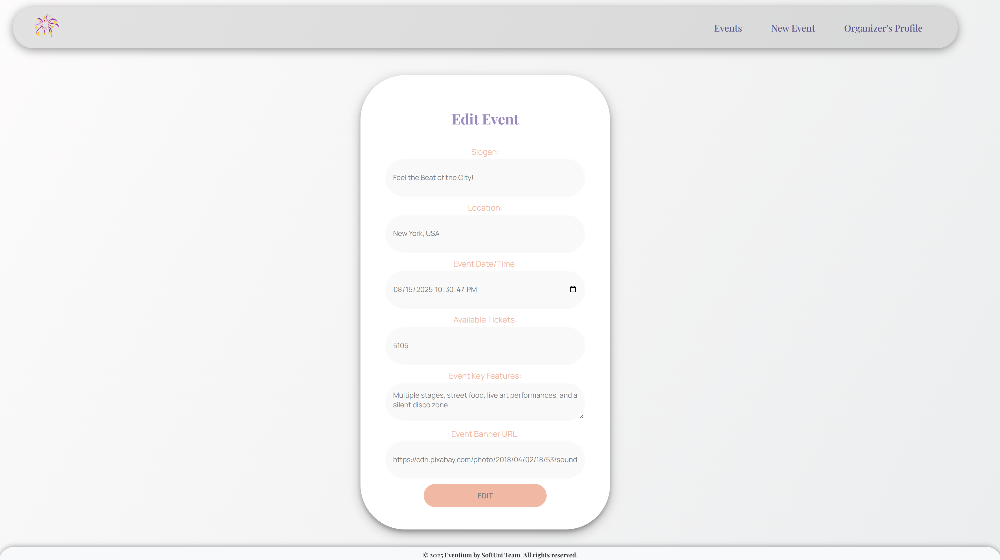 Events
New Event
Organizer's Profile
Edit Event
Slogan:
Feel the Beat of the City!
Location:
New York, USA
Event Date/Time:
08/15/2025 10:30:47 PM
Available Tickets:
5105
Event Key Features:
Multiple stages, street food, live art performances, and a
silent disco zone.
Event Banner URL:
https://cdn.pixabay.com/photo/2018/04/02/18/53/sound
EDIT
© 2025 Eventium by SoftUni Team. All rights reserved.